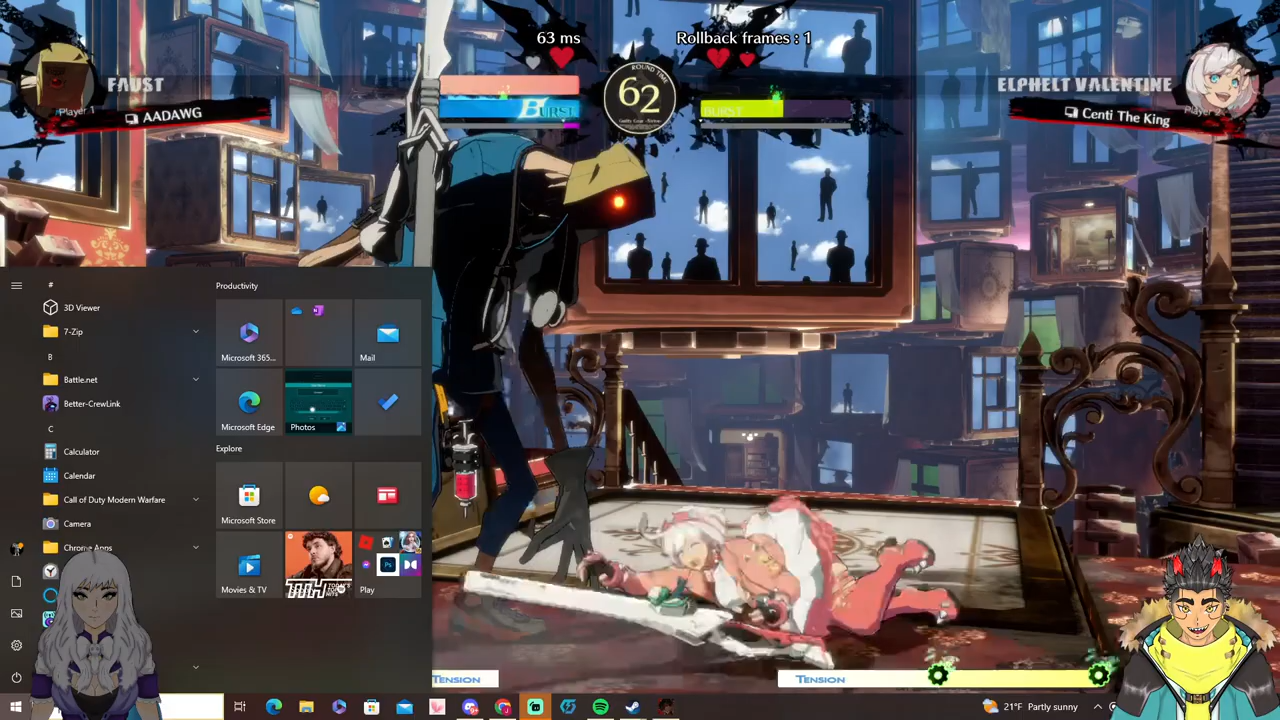 63 ms
Rollback frames : 1
ROUND TIME
62
FAUST
Player 1
AADAWG
BURST
BURST
ELPHELT VALENTINE
Centi The King
#
3D Viewer
7-Zip
B
Battle.net
Better-CrewLink
C
Calculator
Calendar
Call of Duty Modern Warfare
Camera
Chrome Apps
Productivity
Microsoft 365...
Mail
Microsoft Edge
Photos
Explore
Microsoft Store
Movies & TV
Play
TENSION
TENSION
21°F Partly sunny